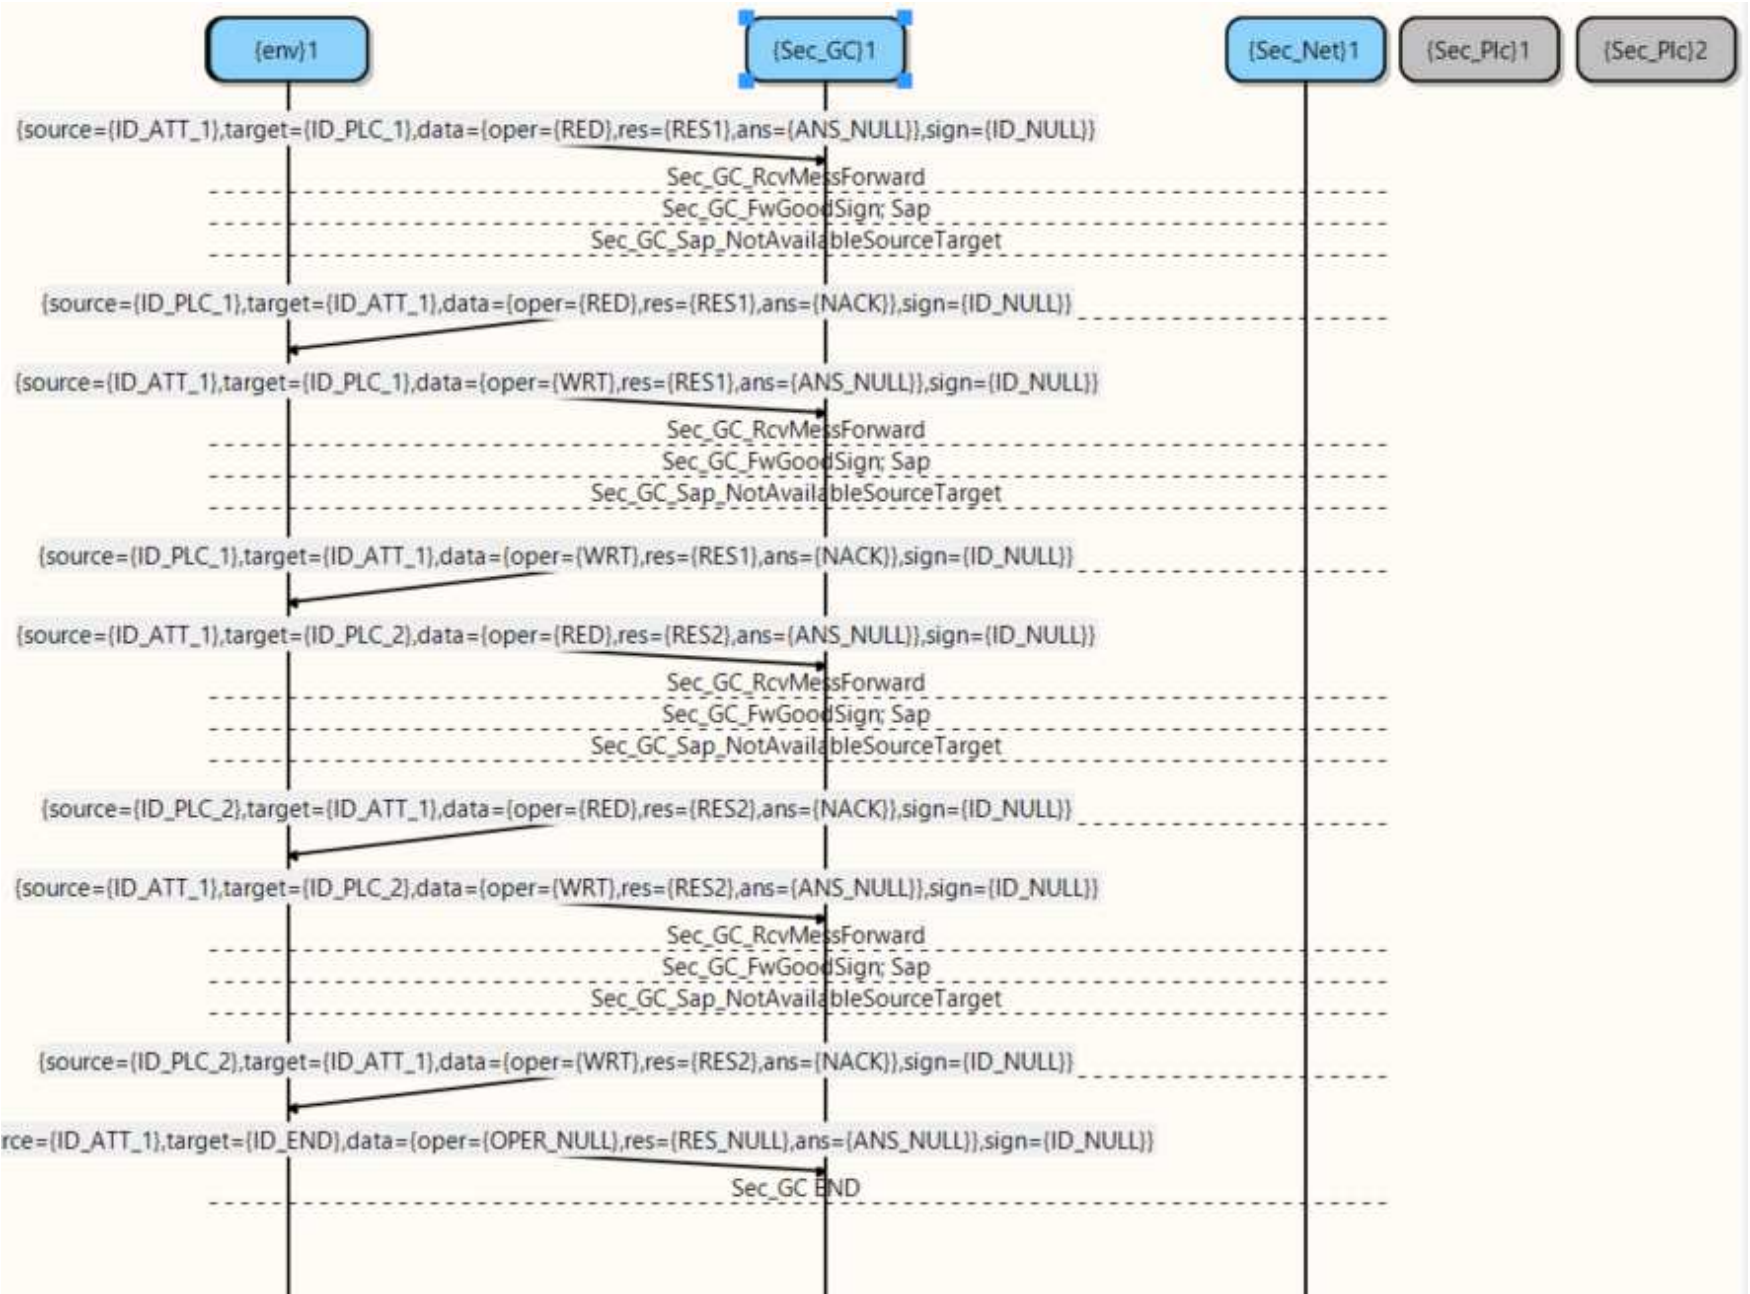 {env}1
{Sec_GC}1
{Sec_Net}1
{Sec_Plc}1
{Sec_Plc}2
{source={ID_ATT_1},target={ID_PLC_1},data={oper={RED},res={RES1},ans={ANS_NULL}},sign={ID_NULL}}
Sec_GC_RcvMessForward
Sec_GC_FwGoodSign; Sap
Sec_GC_Sap_NotAvailableSourceTarget
{source={ID_PLC_1},target={ID_ATT_1},data={oper={RED},res={RES1},ans={NACK}},sign={ID_NULL}}
{source={ID_ATT_1},target={ID_PLC_1},data={oper={WRT},res={RES1},ans={ANS_NULL}},sign={ID_NULL}}
Sec_GC_RcvMessForward
Sec_GC_FwGoodSign; Sap
Sec_GC_Sap_NotAvailableSourceTarget
{source={ID_PLC_1},target={ID_ATT_1},data={oper={WRT},res={RES1},ans={NACK}},sign={ID_NULL}}
{source={ID_ATT_1},target={ID_PLC_2},data={oper={RED},res={RES2},ans={ANS_NULL}},sign={ID_NULL}}
Sec_GC_RcvMessForward
Sec_GC_FwGoodSign; Sap
Sec_GC_Sap_NotAvailableSourceTarget
{source={ID_PLC_2},target={ID_ATT_1},data={oper={RED},res={RES2},ans={NACK}},sign={ID_NULL}}
{source={ID_ATT_1},target={ID_PLC_2},data={oper={WRT},res={RES2},ans={ANS_NULL}},sign={ID_NULL}}
Sec_GC_RcvMessForward
Sec_GC_FwGoodSign; Sap
Sec_GC_Sap_NotAvailableSourceTarget
{source={ID_PLC_2},target={ID_ATT_1},data={oper={WRT},res={RES2},ans={NACK}},sign={ID_NULL}}
rce={ID_ATT_1},target={ID_END},data={oper={OPER_NULL},res={RES_NULL},ans={ANS_NULL}},sign={ID_NULL}}
Sec_GC END